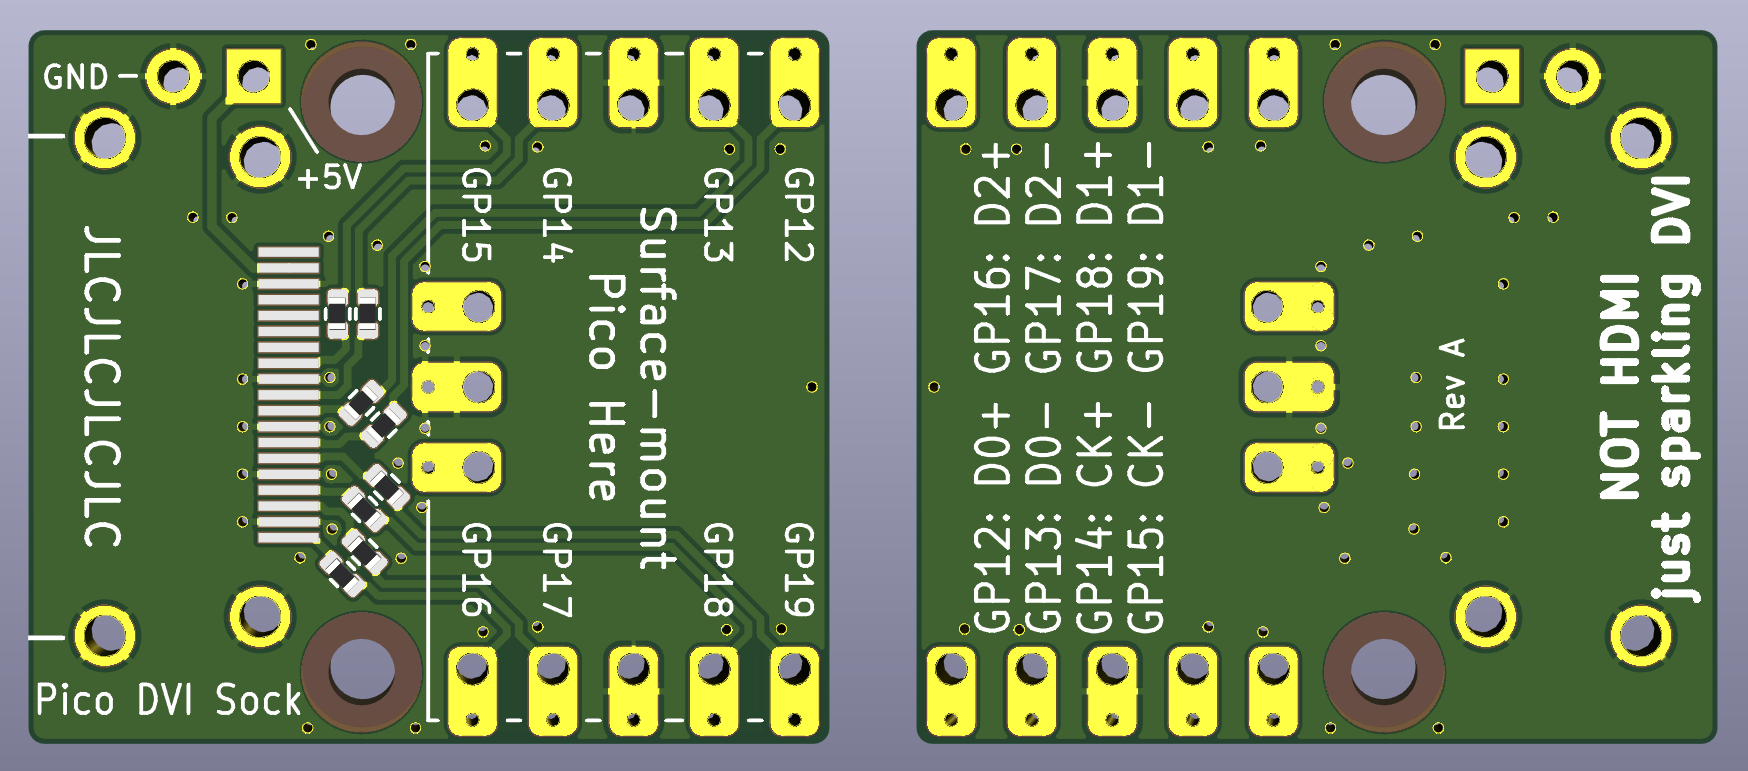 GND
+5V
JLCJLCJLCJLC
GP15
GP14
GP13
GP12
Surface-mount
Pico Here
GP16
GP17
GP18
GP19
Pico DVI Sock
GP12: D0+ GP16: D2+
GP13: D0- GP17: D2-
GP14: CK+ GP18: D1+
GP15: CK- GP19: D1-
Rev A
NOT HDMI
just sparkling DVI